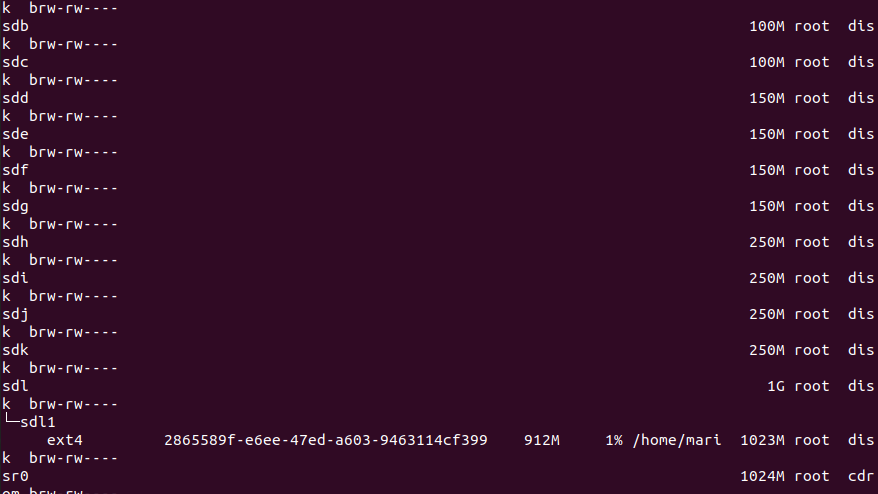 k  brw-rw----
sdb 100M root  dis
k  brw-rw----
sdc 100M root  dis
k  brw-rw----
sdd 150M root  dis
k  brw-rw----
sde 150M root  dis
k  brw-rw----
sdf 150M root  dis
k  brw-rw----
sdg 150M root  dis
k  brw-rw----
sdh 250M root  dis
k  brw-rw----
sdi 250M root  dis
k  brw-rw----
sdj 250M root  dis
k  brw-rw----
sdk 250M root  dis
k  brw-rw----
sdl 1G root  dis
k  brw-rw----
└─sdl1
ext4 2865589f-e6ee-47ed-a603-9463114cf399 912M 1% /home/mari 1023M root  dis
k  brw-rw----
sr0 1024M root  cdr
om brw-rw----